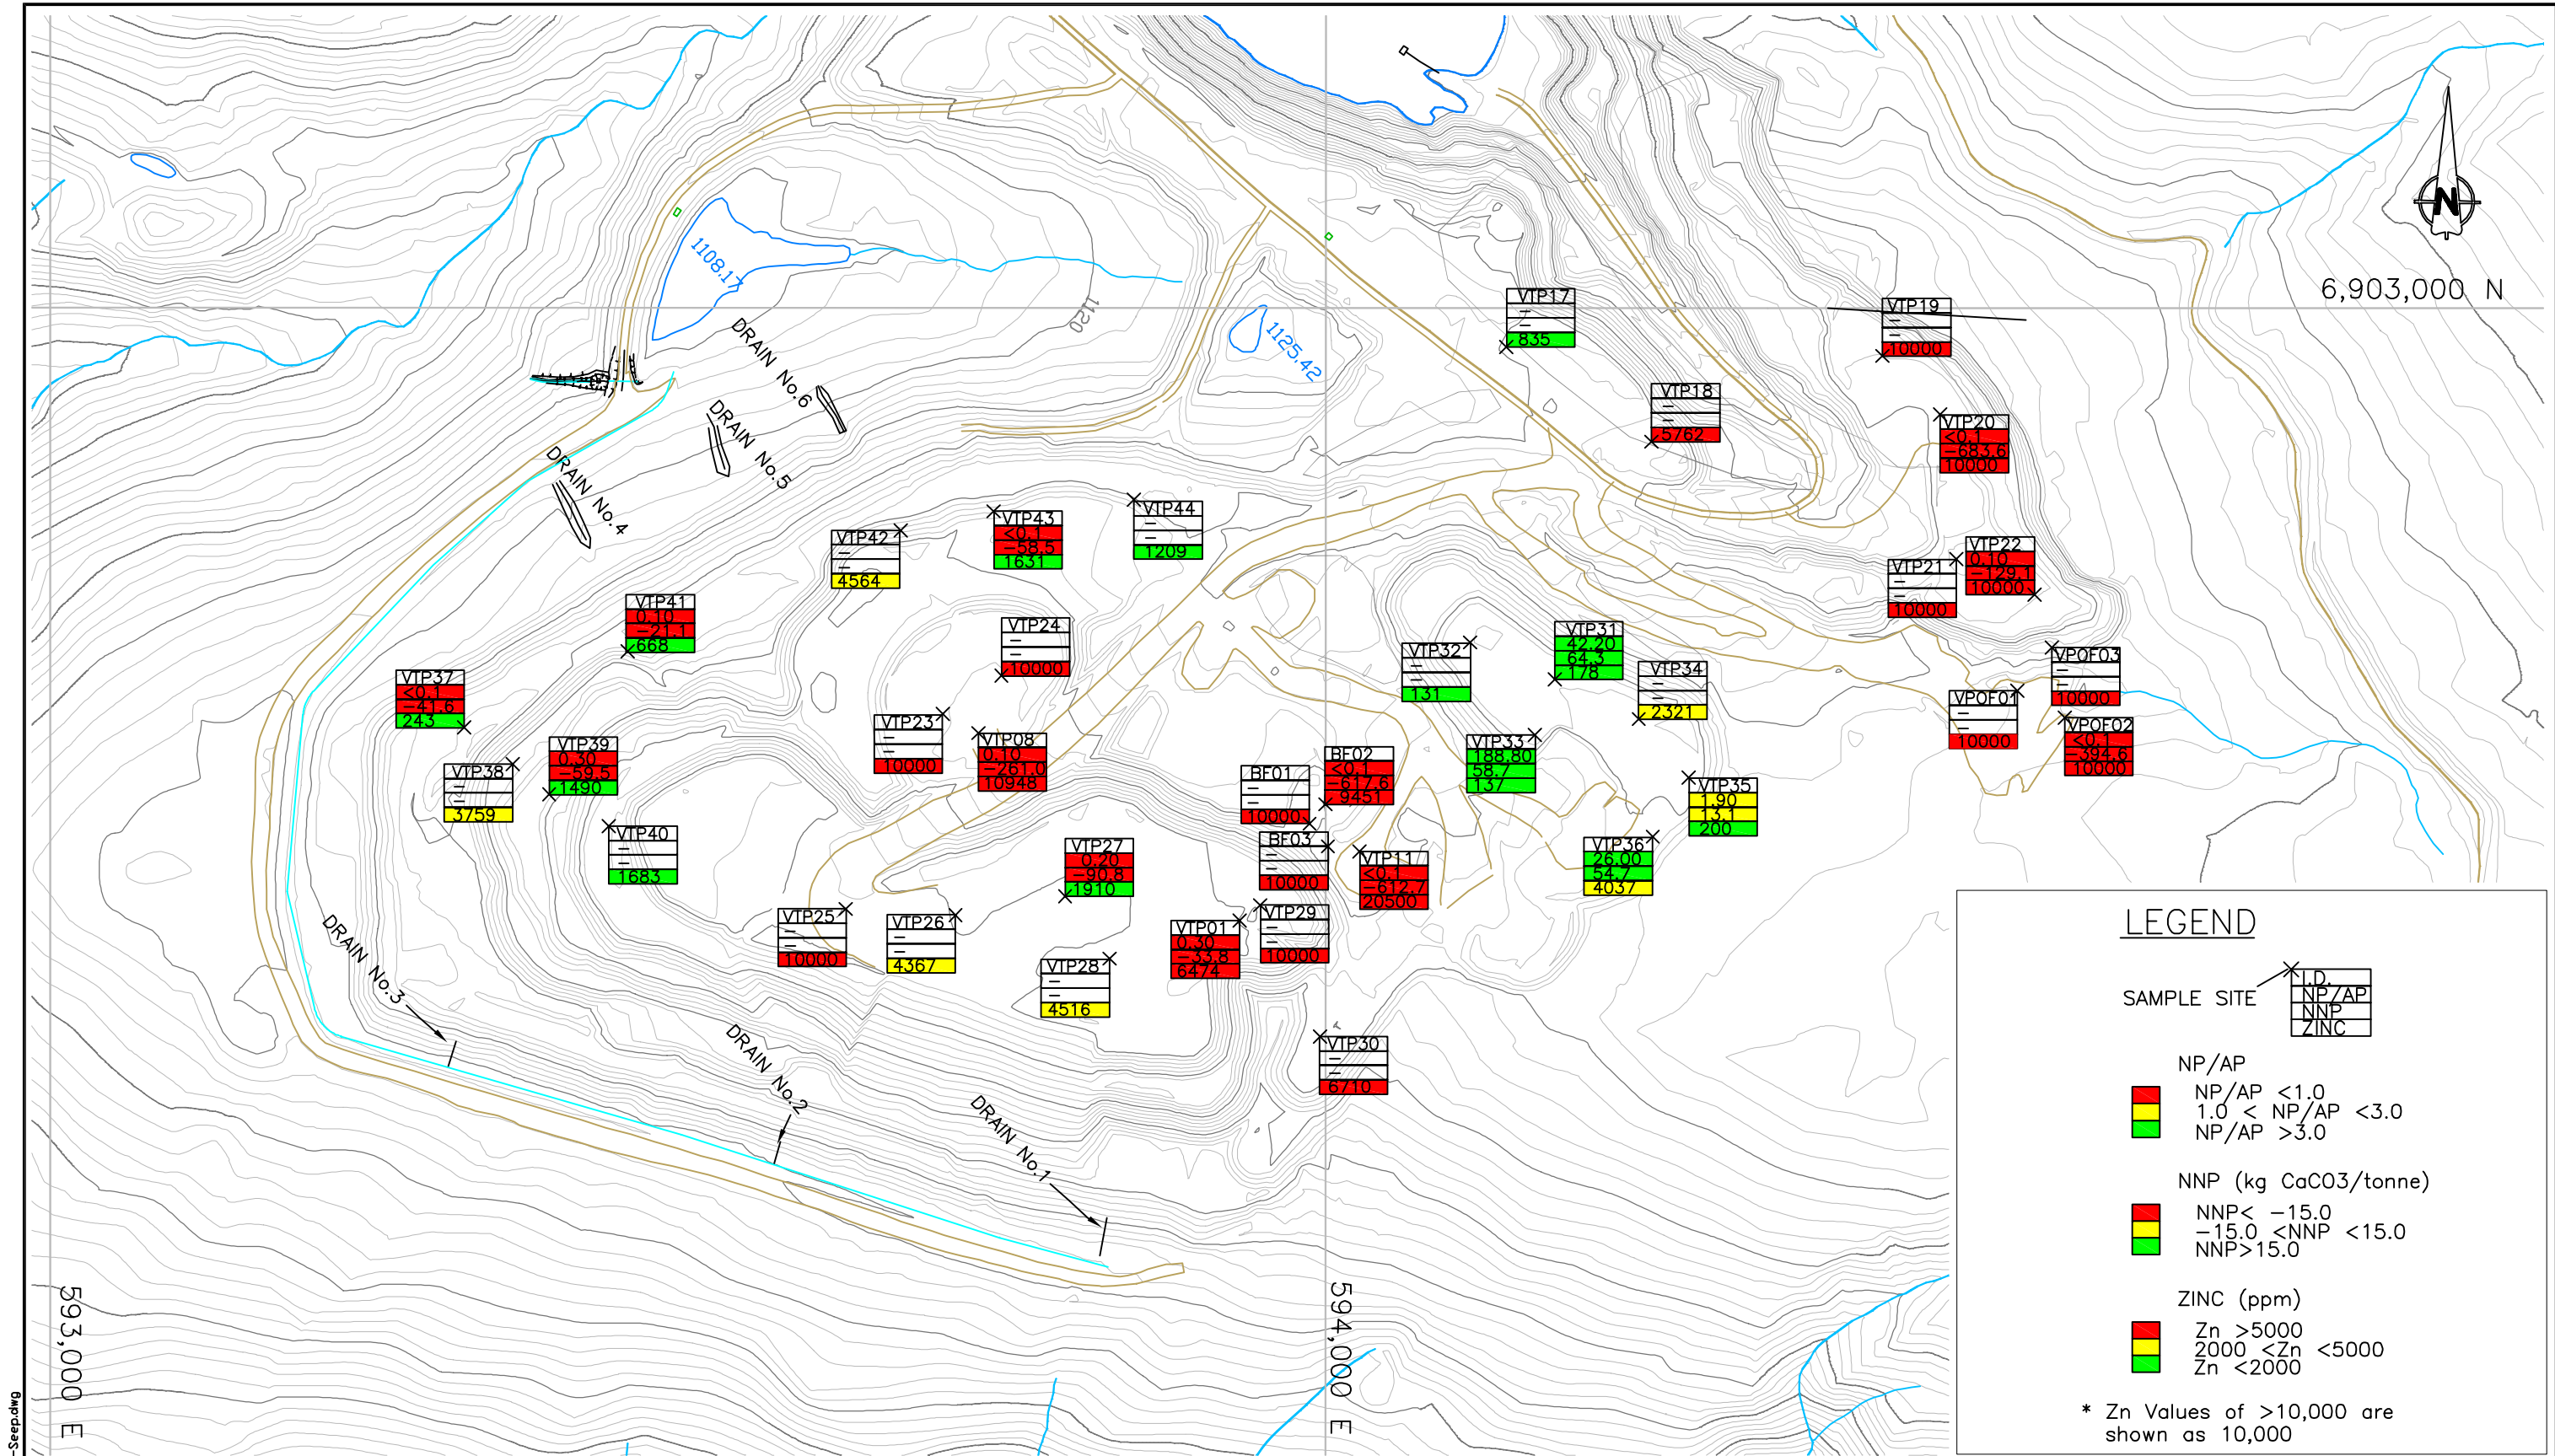 6,903,000 N
1108.17
1120
1125.42
DRAIN No.6
DRAIN No.5
DRAIN No.4
VTP17
–
–
835
VTP19
–
–
10000
VTP18
–
–
5762
VTP20
<0.1
–683.6
10000
VTP42
–
–
4564
VTP43
<0.1
–58.5
1631
VTP44
–
–
1209
VTP21
–
–
10000
VTP22
0.10
–129.1
10000
VTP41
0.10
–21.1
668
VTP24
–
–
10000
VTP32
–
–
131
VTP31
42.20
64.3
178
VTP34
–
–
2321
VPOF03
–
–
10000
VPOF01
–
–
10000
VPOF02
<0.1
–394.6
10000
VTP37
<0.1
–41.6
243
VTP38
–
–
3759
VTP39
0.30
–59.5
1490
VTP23
–
–
10000
VTP08
0.10
–261.0
10948
BF01
–
–
10000
BF02
<0.1
–617.6
9451
VTP33
188.80
58.7
137
VTP35
1.90
13.1
200
VTP40
–
–
1683
VTP27
0.20
–90.8
1910
BF03
–
–
10000
VTP11
<0.1
–612.7
20500
VTP36
26.00
54.7
4037
VTP25
–
–
10000
VTP26
–
–
4367
VTP28
–
–
4516
VTP01
0.30
–33.8
6474
VTP29
–
–
10000
VTP30
–
–
6710
DRAIN No.3
DRAIN No.2
DRAIN No.1
593,000 E
594,000 E
LEGEND
SAMPLE SITE
I.D.
NP/AP
NNP
ZINC
NP/AP
NP/AP <1.0
1.0 < NP/AP <3.0
NP/AP >3.0
NNP (kg CaCO3/tonne)
NNP< –15.0
–15.0 <NNP <15.0
NNP>15.0
ZINC (ppm)
Zn >5000
2000 <Zn <5000
Zn <2000
* Zn Values of >10,000 are
shown as 10,000
-Seep.dwg
N